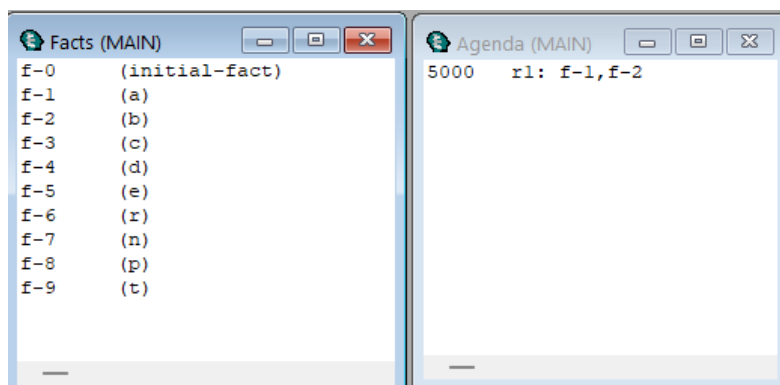 Facts (MAIN)
f-0 (initial-fact)
f-1 (a)
f-2 (b)
f-3 (c)
f-4 (d)
f-5 (e)
f-6 (r)
f-7 (n)
f-8 (p)
f-9 (t)
Agenda (MAIN)
5000 r1: f-1,f-2